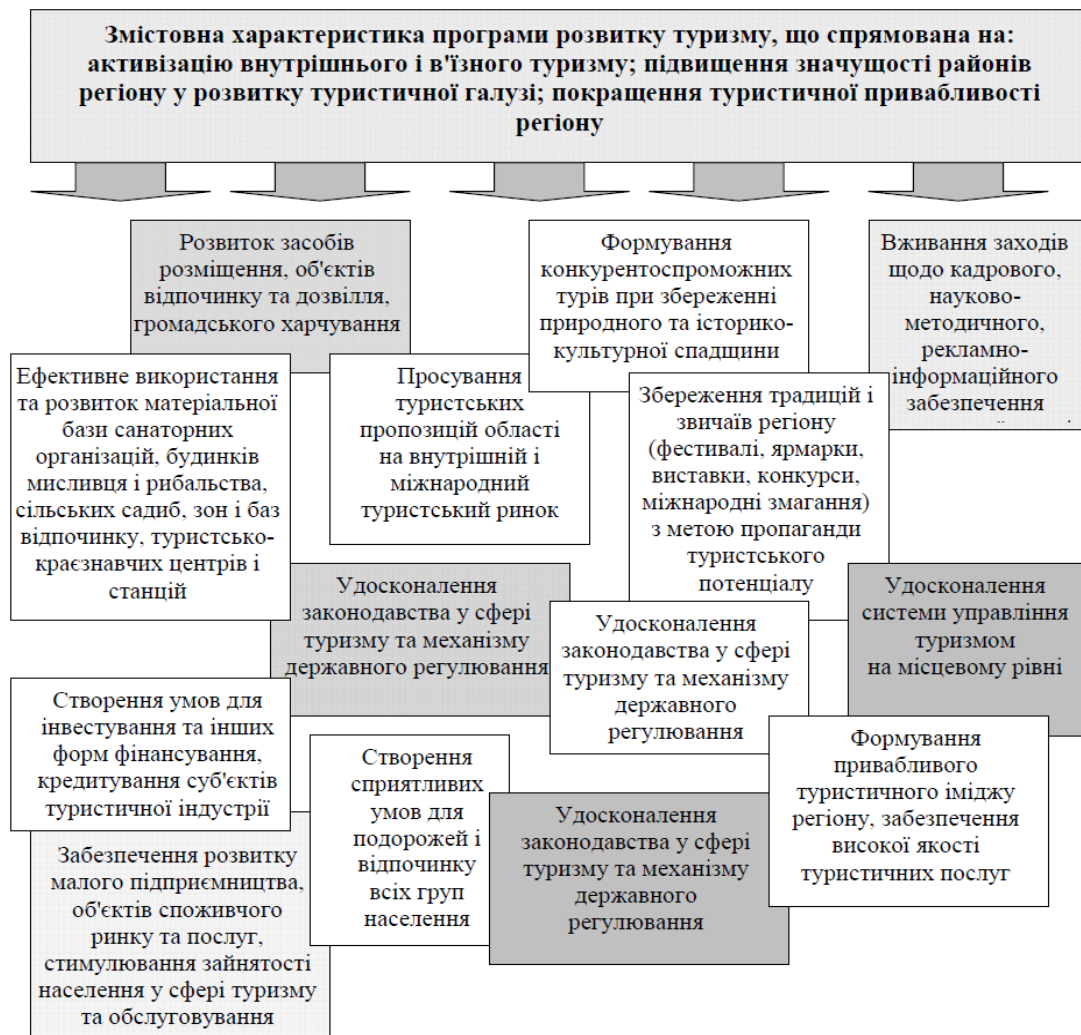 Змістовна характеристика програми розвитку туризму, що спрямована на:
активізацію внутрішнього і в'їзного туризму; підвищення значущості районів
регіону у розвитку туристичної галузі; покращення туристичної привабливості
регіону
Розвиток засобів
розміщення, об'єктів
відпочинку та дозвілля,
громадського харчування
Формування
конкурентоспроможних
турів при збереженні
природного та історико-
культурної спадщини
Вживання заходів
щодо кадрового,
науково-
методичного,
рекламно-
інформаційного
забезпечення
Ефективне використання
та розвиток матеріальної
бази санаторних
організацій, будинків
мисливця і рибальства,
сільських садиб, зон і баз
відпочинку, туристсько-
краєзнавчих центрів і
станцій
Просування
туристських
пропозицій області
на внутрішній і
міжнародний
туристський ринок
Збереження традицій і
звичаїв регіону
(фестивалі, ярмарки,
виставки, конкурси,
міжнародні змагання)
з метою пропаганди
туристського
потенціалу
Удосконалення
законодавства у сфері
туризму та механізму
державного регулювання
Удосконалення
законодавства у сфері
туризму та механізму
державного
регулювання
Удосконалення
системи управління
туризмом
на місцевому рівні
Створення умов для
інвестування та інших
форм фінансування,
кредитування суб'єктів
туристичної індустрії
Створення
сприятливих
умов для
подорожей і
відпочинку
всіх груп
населення
Удосконалення
законодавства у сфері
туризму та механізму
державного
регулювання
Формування
привабливого
туристичного іміджу
регіону, забезпечення
високої якості
туристичних послуг
Забезпечення розвитку
малого підприємництва,
об'єктів споживчого
ринку та послуг,
стимулювання зайнятості
населення у сфері туризму
та обслуговування